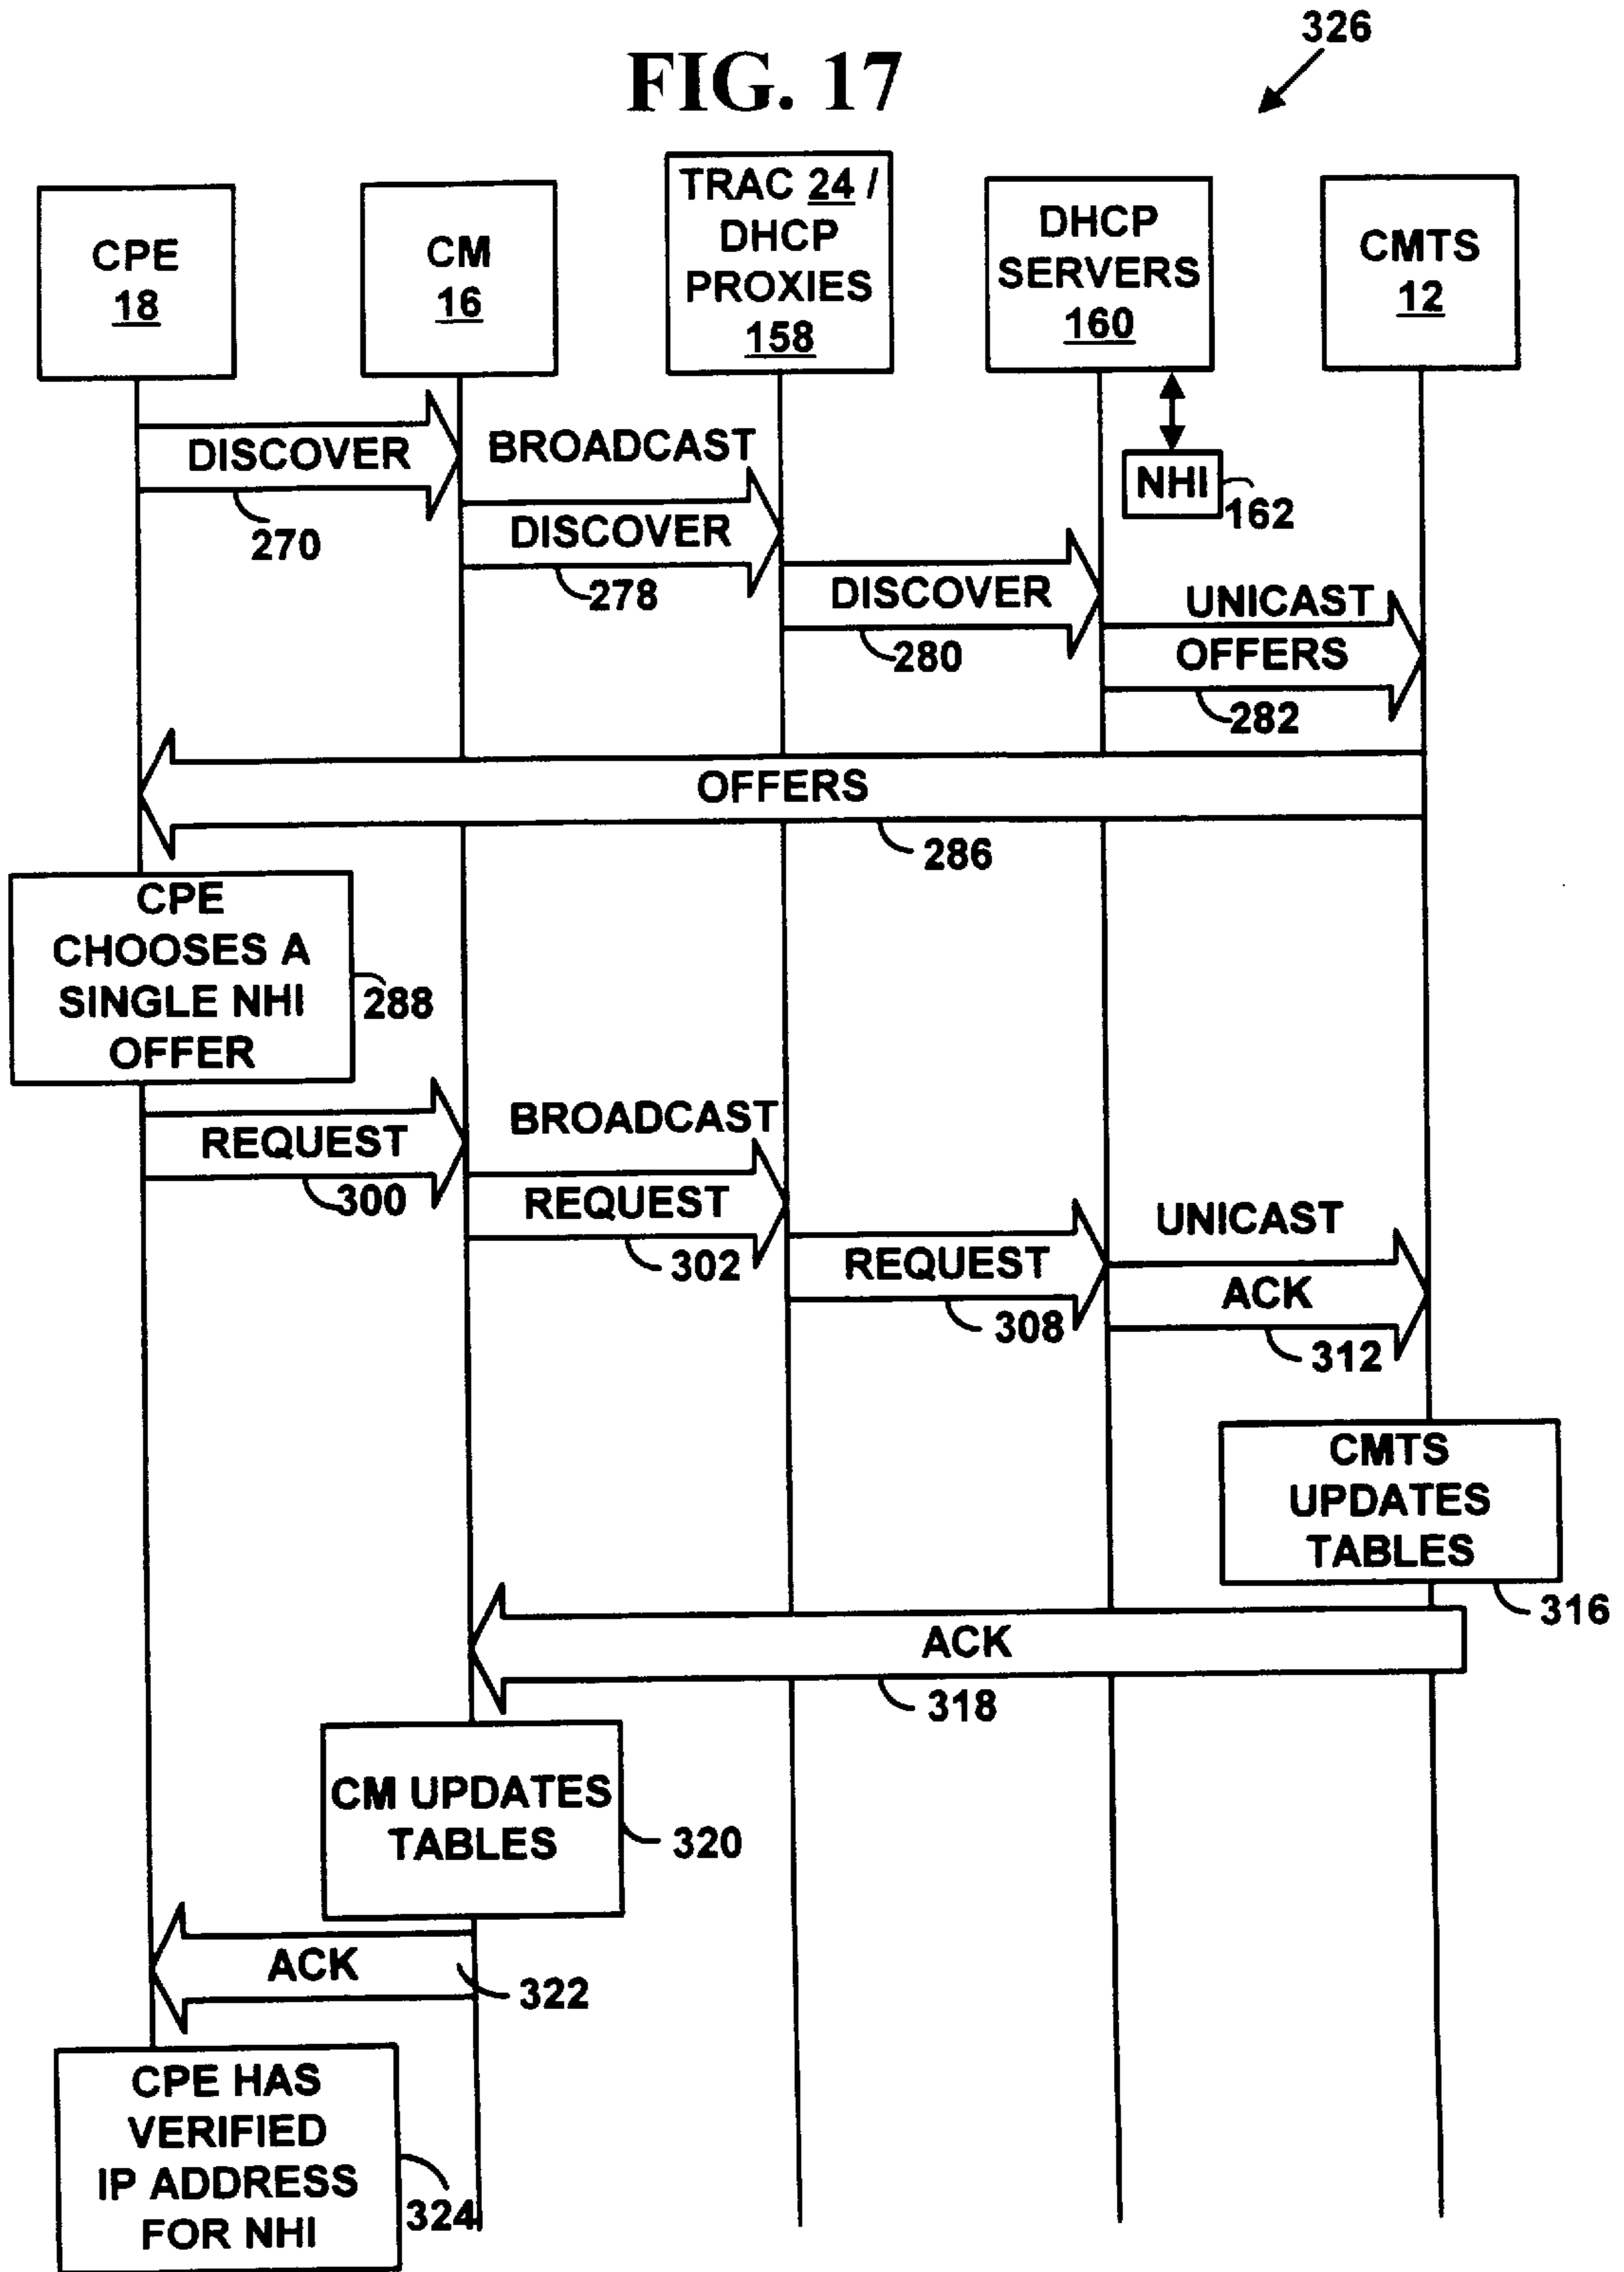 326
FIG. 17
CPE
18
CM
16
TRAC 24 /
DHCP
PROXIES
158
DHCP
SERVERS
160
CMTS
12
DISCOVER
270
BROADCAST
DISCOVER
278
NHI
162
DISCOVER
280
UNICAST
OFFERS
282
OFFERS
286
CPE
CHOOSES A
SINGLE NHI
OFFER
288
REQUEST
300
BROADCAST
REQUEST
302
REQUEST
308
UNICAST
ACK
312
CMTS
UPDATES
TABLES
316
ACK
318
CM UPDATES
TABLES
320
ACK
322
CPE HAS
VERIFIED
IP ADDRESS
FOR NHI
324